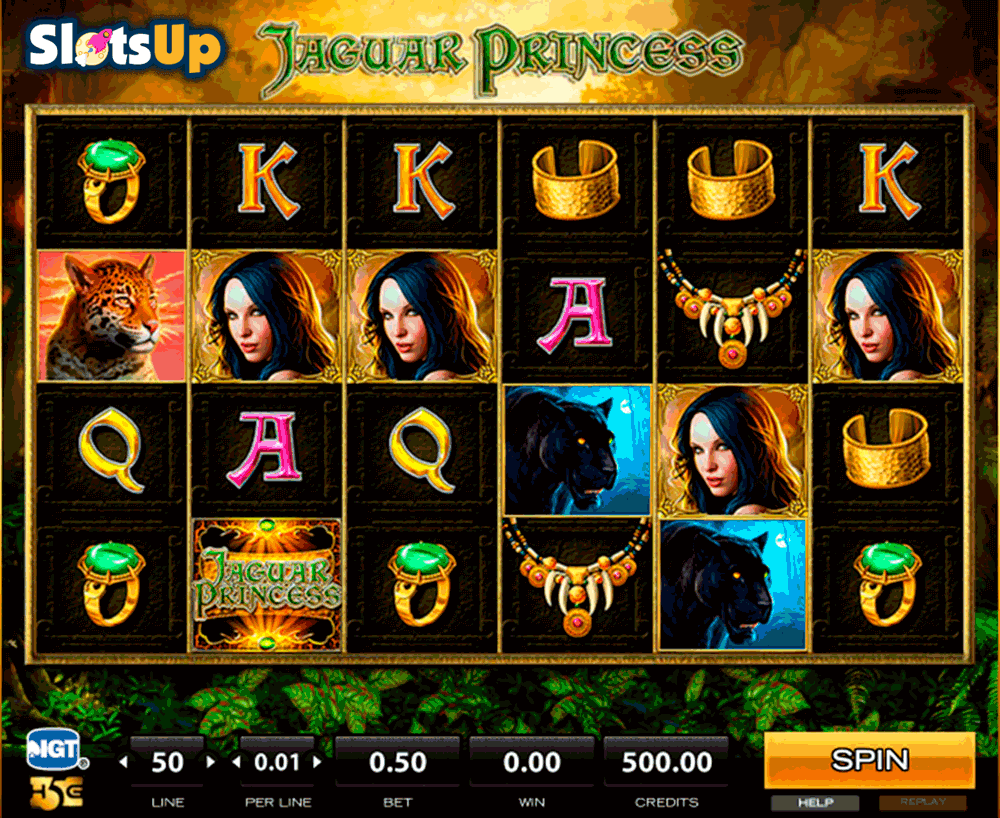 SlotsUp
JAGUAR PRINCESS
K K K
A
Q A Q
JAGUAR
PRINCESS
IGT®
50 0.01 0.50 0.00 500.00 SPIN
LINE PER LINE BET WIN CREDITS HELP REPLAY